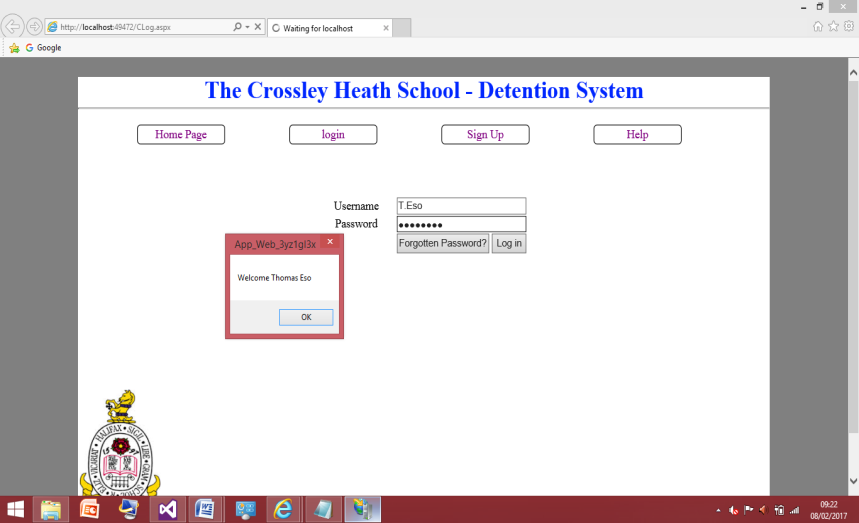 http://localhost:49472/CLog.aspx
Waiting for localhost
Google
The Crossley Heath School - Detention System
Home Page
login
Sign Up
Help
Username
T.Eso
Password
Forgotten Password?
Log in
App_Web_3yz1gl3x
Welcome Thomas Eso
OK
09:22
08/02/2017